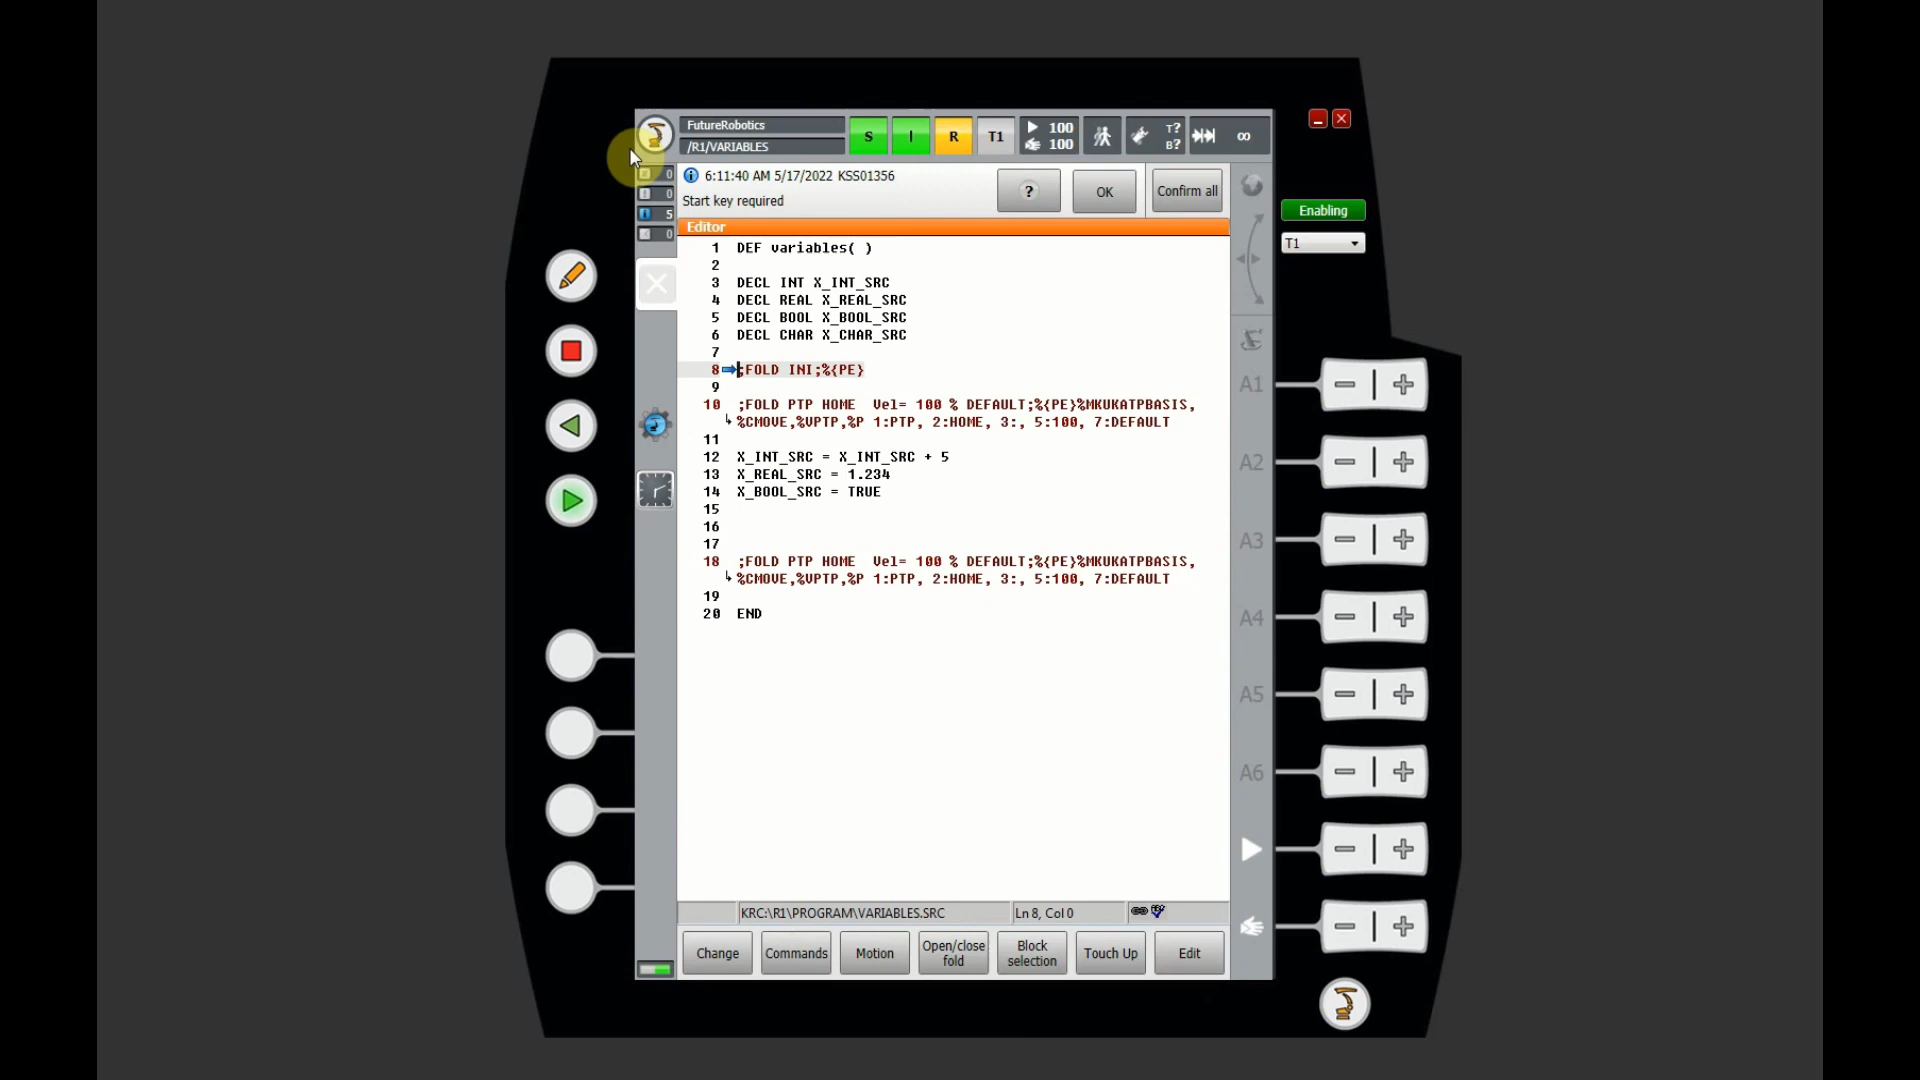 FutureRobotics
/R1/VARIABLES
S I R T1 100 100 T? B? ∞
0
0
5
0
6:11:40 AM 5/17/2022 KSS01356
Start key required
? OK Confirm all
Enabling
T1
Editor
1 DEF variables( )
2
3 DECL INT X_INT_SRC
4 DECL REAL X_REAL_SRC
5 DECL BOOL X_BOOL_SRC
6 DECL CHAR X_CHAR_SRC
7
8 ;FOLD INI;%{PE}
9
10 ;FOLD PTP HOME  Vel= 100 % DEFAULT;%{PE}%MKUKATPBASIS,
%CMOVE,%VPTP,%P 1:PTP, 2:HOME, 3:, 5:100, 7:DEFAULT
11
12 X_INT_SRC = X_INT_SRC + 5
13 X_REAL_SRC = 1.234
14 X_BOOL_SRC = TRUE
15
16
17
18 ;FOLD PTP HOME  Vel= 100 % DEFAULT;%{PE}%MKUKATPBASIS,
%CMOVE,%VPTP,%P 1:PTP, 2:HOME, 3:, 5:100, 7:DEFAULT
19
20 END
A1
A2
A3
A4
A5
A6
KRC:\R1\PROGRAM\VARIABLES.SRC Ln 8, Col 0
Change Commands Motion Open/close fold Block selection Touch Up Edit